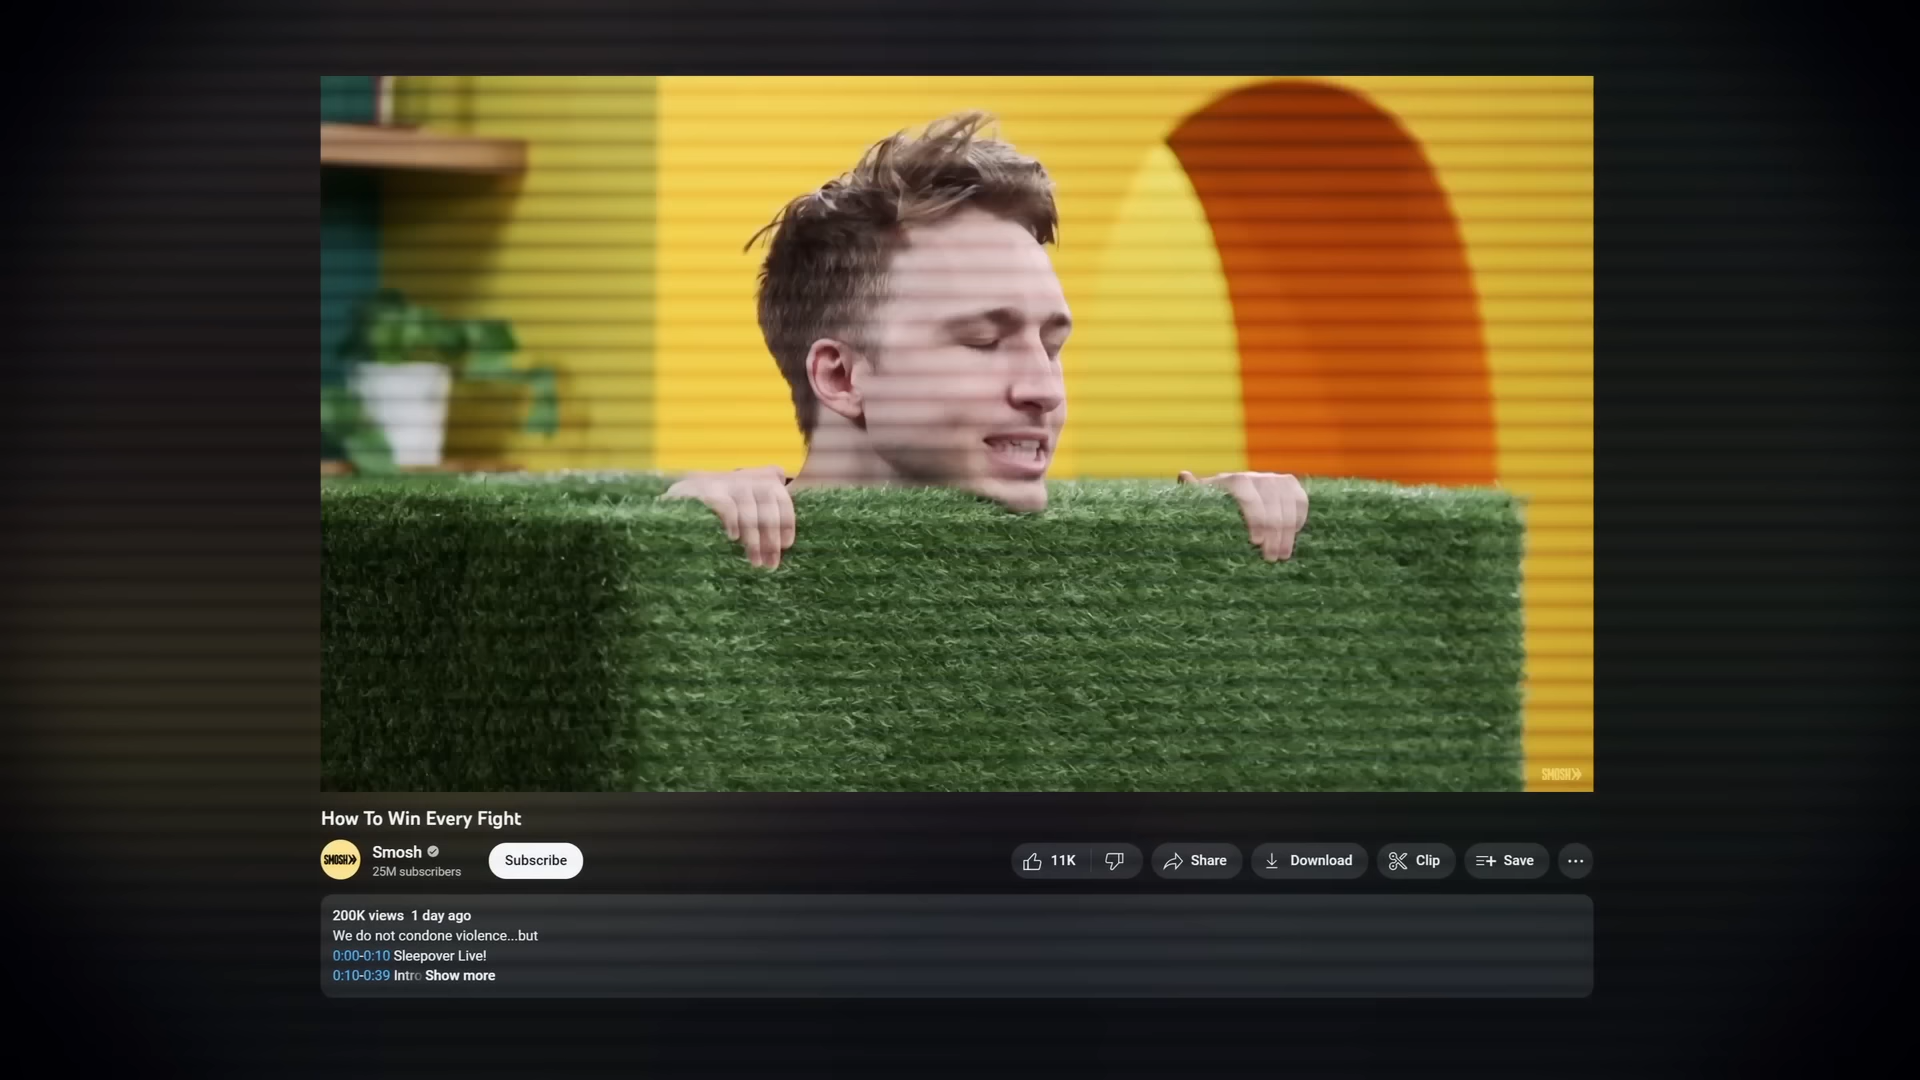 SMOSH
How To Win Every Fight
SMOSH
Smosh
25M subscribers
Subscribe
11K
Share
Download
Clip
Save
200K views 1 day ago
We do not condone violence...but
0:00-0:10 Sleepover Live!
0:10-0:39 Intro Show more